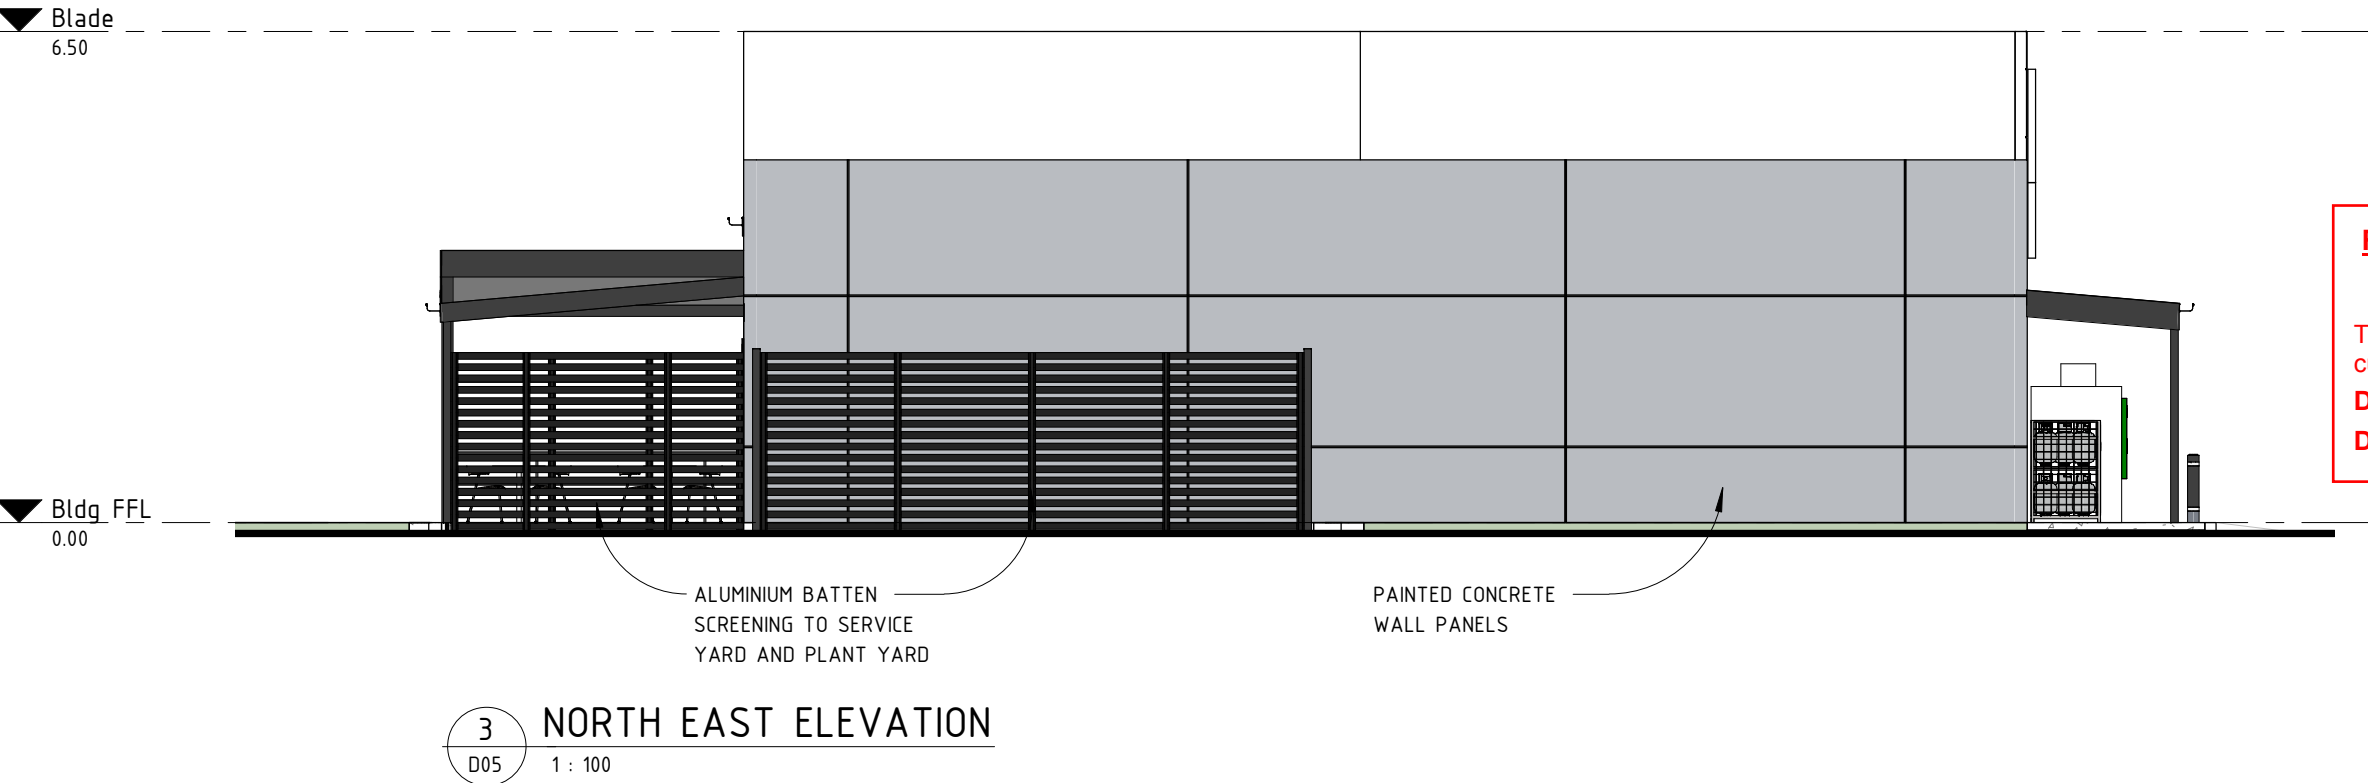 Blade
6.50
Bldg FFL
0.00
ALUMINIUM BATTEN
SCREENING TO SERVICE
YARD AND PLANT YARD
PAINTED CONCRETE
WALL PANELS
3
D05
NORTH EAST ELEVATION
1 : 100